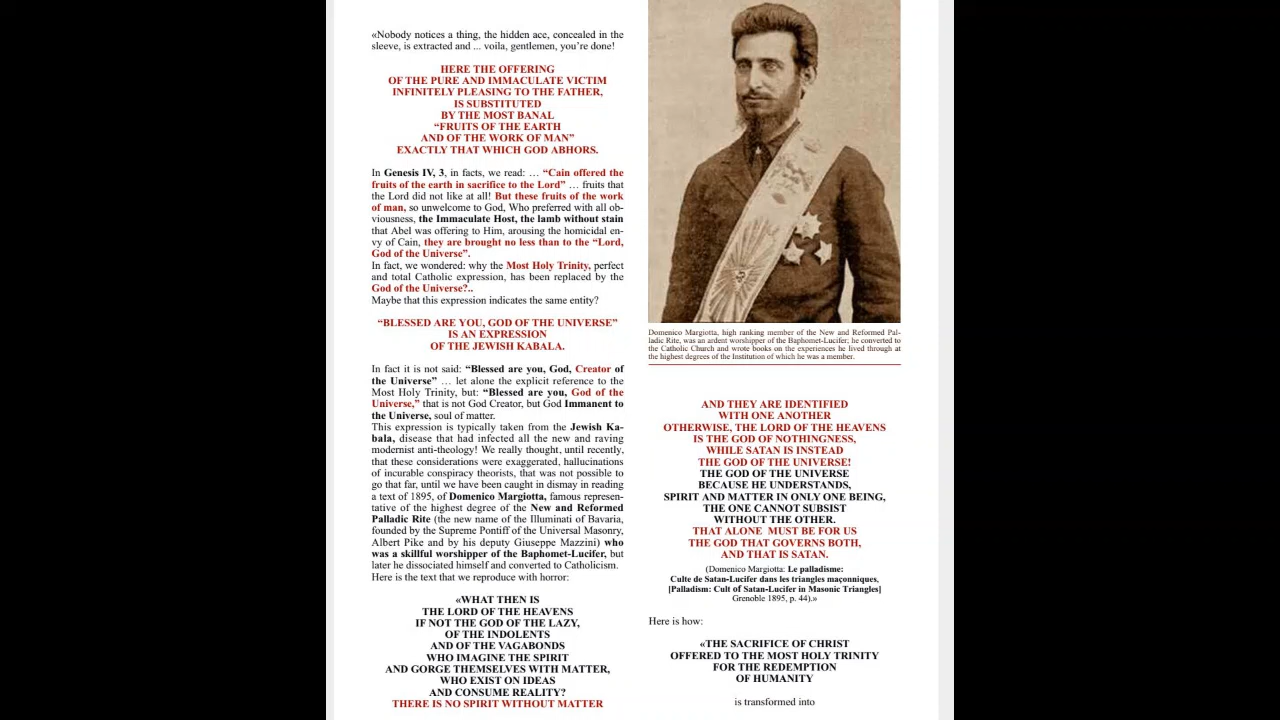 «Nobody notices a thing, the hidden ace, concealed in the
sleeve, is extracted and ... voila, gentlemen, you're done!
HERE THE OFFERING
OF THE PURE AND IMMACULATE VICTIM
INFINITELY PLEASING TO THE FATHER,
IS SUBSTITUTED
BY THE MOST BANAL
“FRUITS OF THE EARTH
AND OF THE WORK OF MAN”
EXACTLY THAT WHICH GOD ABHORS.
In Genesis IV, 3, in facts, we read: … “Cain offered the
fruits of the earth in sacrifice to the Lord” … fruits that
the Lord did not like at all! But these fruits of the work
of man, so unwelcome to God, Who preferred with all ob-
viousness, the Immaculate Host, the lamb without stain
that Abel was offering to Him, arousing the homicidal en-
vy of Cain, they are brought no less than to the “Lord,
God of the Universe”.
In fact, we wondered: why the Most Holy Trinity, perfect
and total Catholic expression, has been replaced by the
God of the Universe?..
Maybe that this expression indicates the same entity?
“BLESSED ARE YOU, GOD OF THE UNIVERSE”
IS AN EXPRESSION
OF THE JEWISH KABALA.
In fact it is not said: “Blessed are you, God, Creator of
the Universe” … let alone the explicit reference to the
Most Holy Trinity, but: “Blessed are you, God of the
Universe,” that is not God Creator, but God Immanent to
the Universe, soul of matter.
This expression is typically taken from the Jewish Ka-
bala, disease that had infected all the new and raving
modernist anti-theology! We really thought, until recently,
that these considerations were exaggerated, hallucinations
of incurable conspiracy theorists, that was not possible to
go that far, until we have been caught in dismay in reading
a text of 1895, of Domenico Margiotta, famous represen-
tative of the highest degree of the New and Reformed
Palladic Rite (the new name of the Illuminati of Bavaria,
founded by the Supreme Pontiff of the Universal Masonry,
Albert Pike and by his deputy Giuseppe Mazzini) who
was a skillful worshipper of the Baphomet-Lucifer, but
later he dissociated himself and converted to Catholicism.
Here is the text that we reproduce with horror:
«WHAT THEN IS
THE LORD OF THE HEAVENS
IF NOT THE GOD OF THE LAZY,
OF THE INDOLENTS
AND OF THE VAGABONDS
WHO IMAGINE THE SPIRIT
AND GORGE THEMSELVES WITH MATTER,
WHO EXIST ON IDEAS
AND CONSUME REALITY?
THERE IS NO SPIRIT WITHOUT MATTER
Domenico Margiotta, high ranking member of the New and Reformed Pal-
ladic Rite, was an ardent worshipper of the Baphomet-Lucifer; he converted to
the Catholic Church and wrote books on the experiences he lived through at
the highest degrees of the Institution of which he was a member.
AND THEY ARE IDENTIFIED
WITH ONE ANOTHER
OTHERWISE, THE LORD OF THE HEAVENS
IS THE GOD OF NOTHINGNESS,
WHILE SATAN IS INSTEAD
THE GOD OF THE UNIVERSE!
THE GOD OF THE UNIVERSE
BECAUSE HE UNDERSTANDS,
SPIRIT AND MATTER IN ONLY ONE BEING,
THE ONE CANNOT SUBSIST
WITHOUT THE OTHER.
THAT ALONE MUST BE FOR US
THE GOD THAT GOVERNS BOTH,
AND THAT IS SATAN.
(Domenico Margiotta: Le palladisme:
Culte de Satan-Lucifer dans les triangles maçonniques,
[Palladism: Cult of Satan-Lucifer in Masonic Triangles]
Grenoble 1895, p. 44).»
Here is how:
«THE SACRIFICE OF CHRIST
OFFERED TO THE MOST HOLY TRINITY
FOR THE REDEMPTION
OF HUMANITY
is transformed into